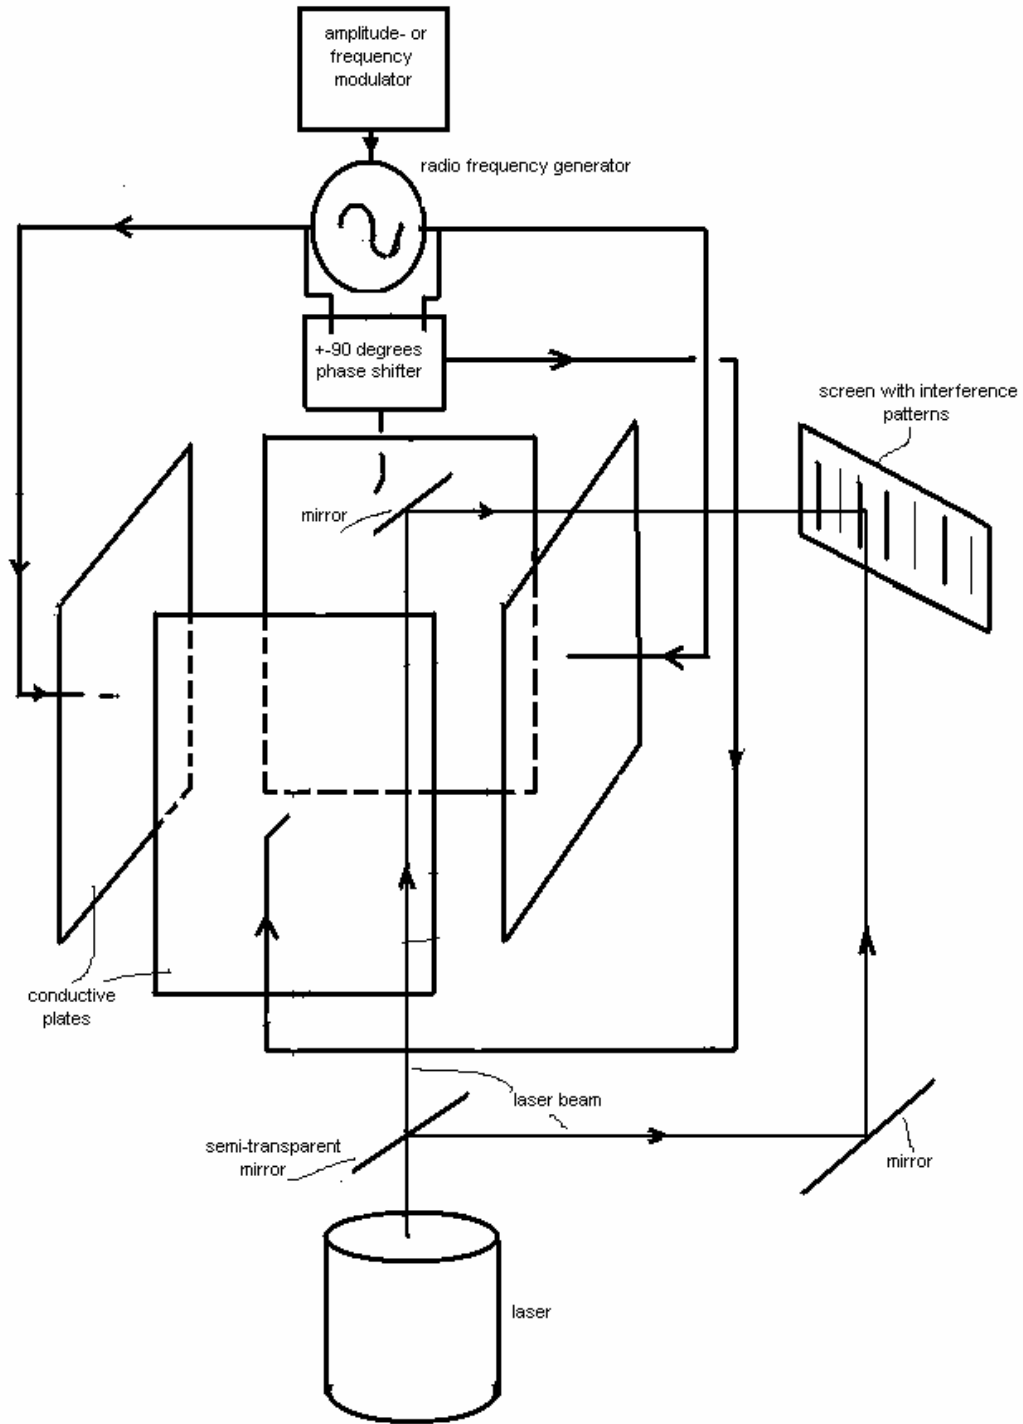 amplitude- or
frequency
modulator
radio frequency generator
+-90 degrees
phase shifter
screen with interference
patterns
mirror
conductive
plates
laser beam
semi-transparent
mirror
mirror
laser